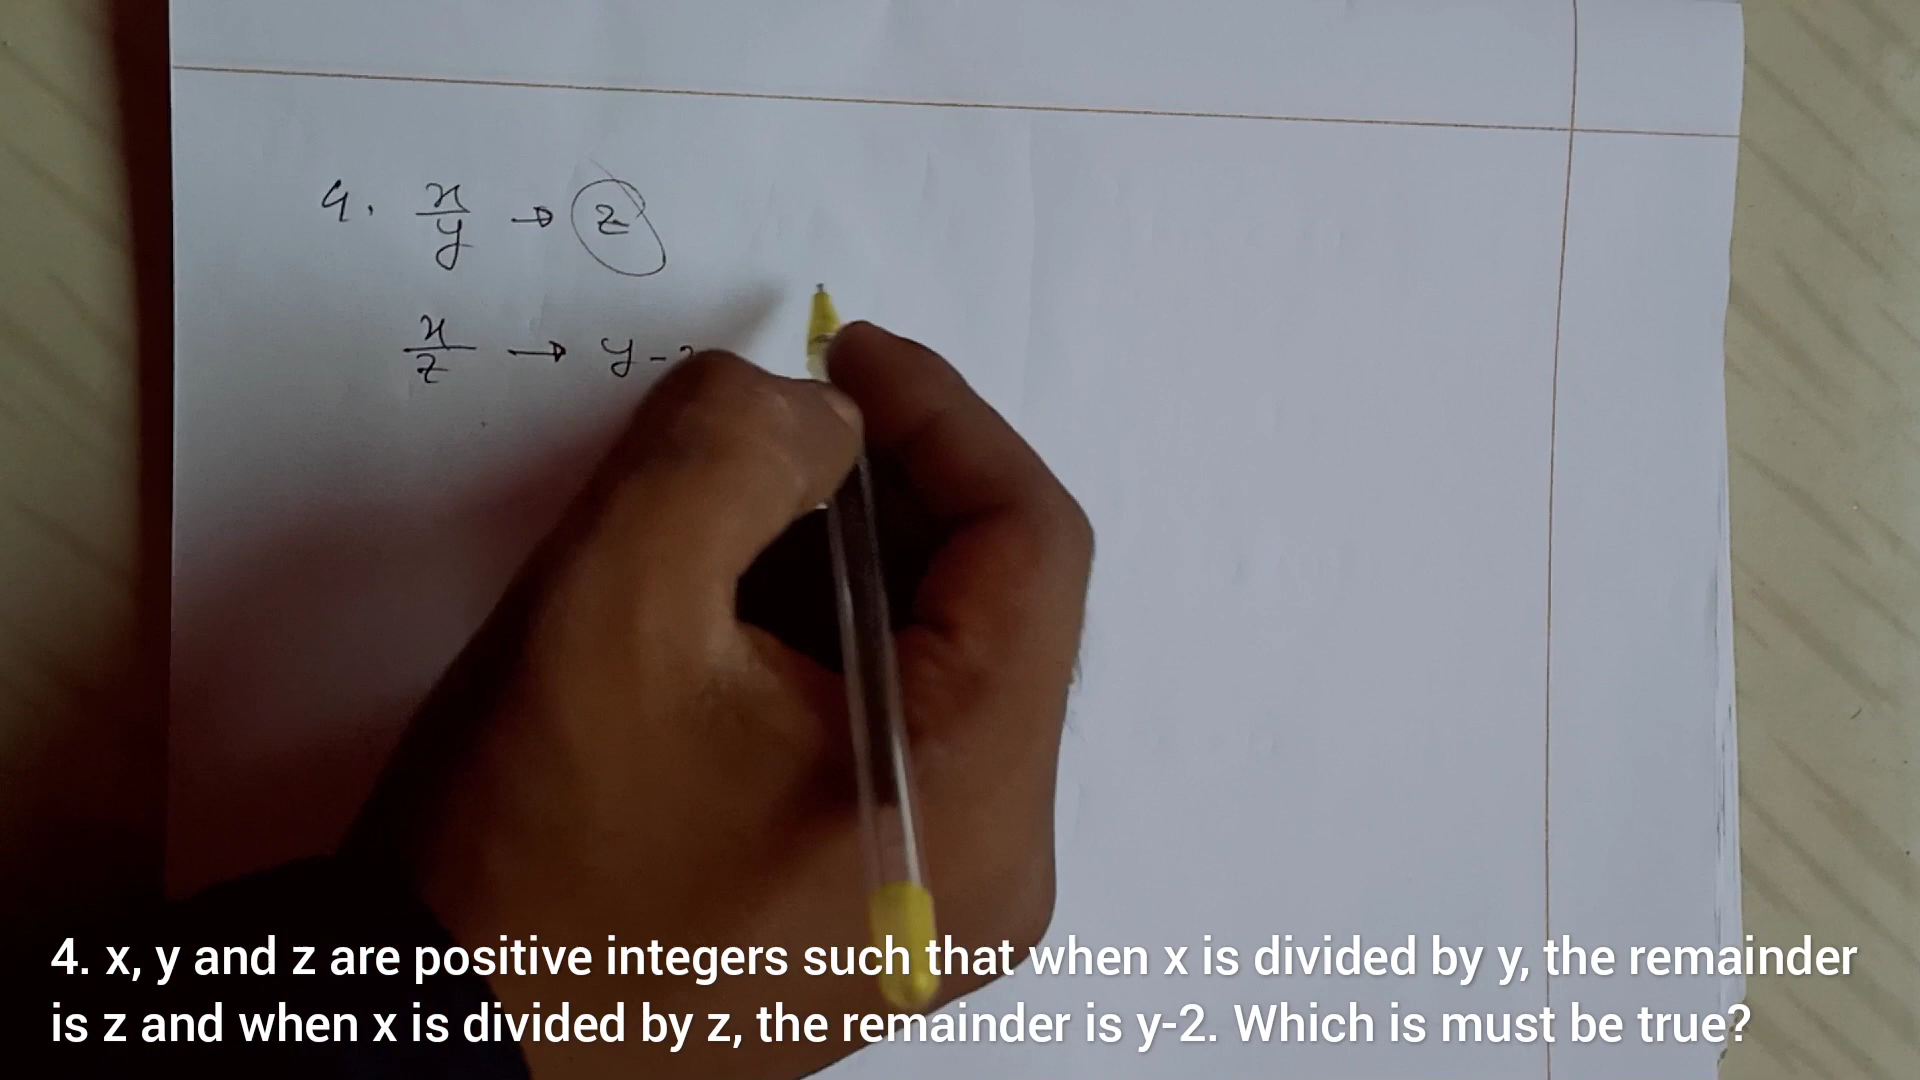 4. x/y → z
x/z → y-2
4. x, y and z are positive integers such that when x is divided by y, the remainder
is z and when x is divided by z, the remainder is y-2. Which is must be true?